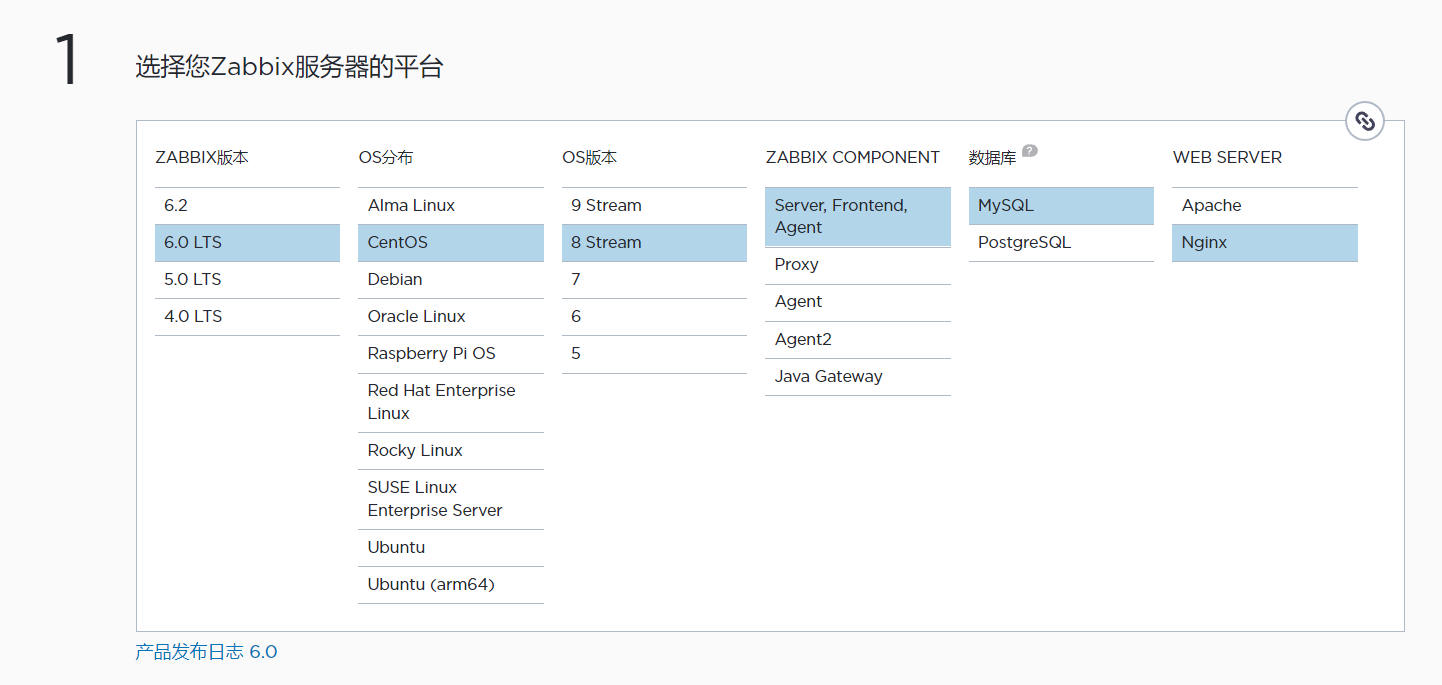 1
选择您Zabbix服务器的平台
ZABBIX版本
6.2
6.0 LTS
5.0 LTS
4.0 LTS
OS分布
Alma Linux
CentOS
Debian
Oracle Linux
Raspberry Pi OS
Red Hat Enterprise
Linux
Rocky Linux
SUSE Linux
Enterprise Server
Ubuntu
Ubuntu (arm64)
OS版本
9 Stream
8 Stream
7
6
5
ZABBIX COMPONENT
Server, Frontend,
Agent
Proxy
Agent
Agent2
Java Gateway
数据库 ?
MySQL
PostgreSQL
WEB SERVER
Apache
Nginx
产品发布日志 6.0